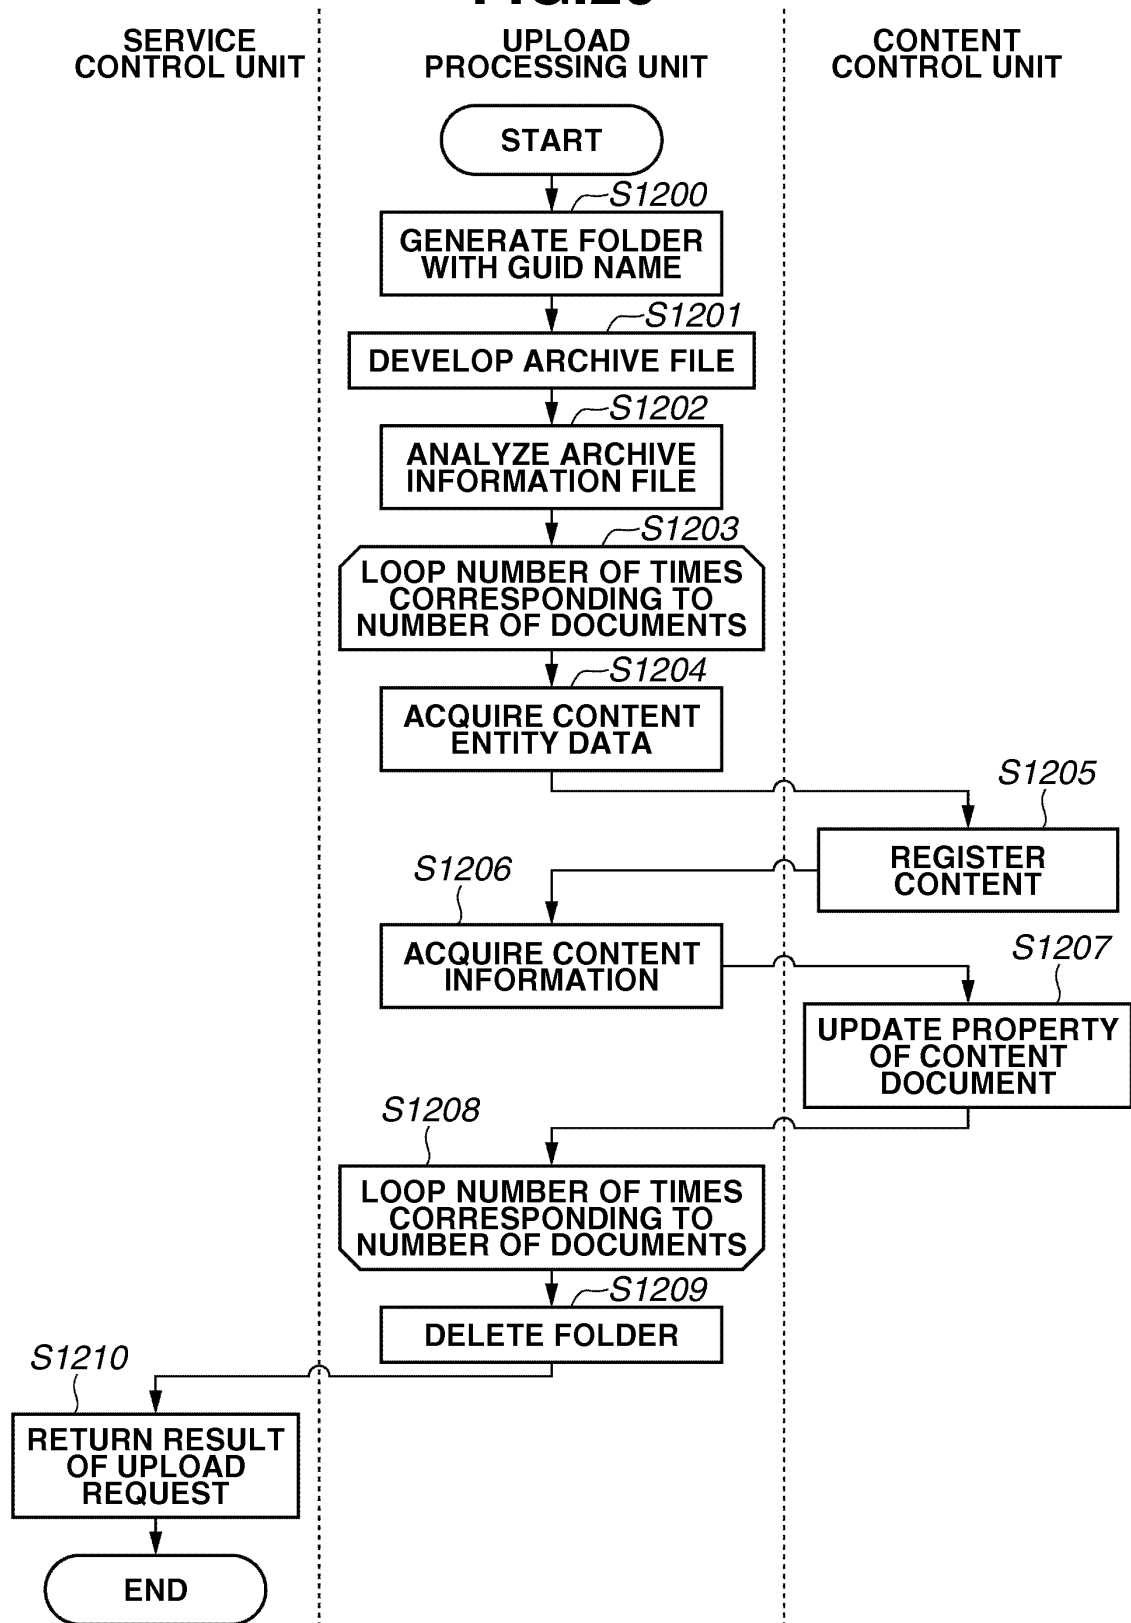 SERVICE
CONTROL UNIT
UPLOAD
PROCESSING UNIT
CONTENT
CONTROL UNIT
START
S1200
GENERATE FOLDER
WITH GUID NAME
S1201
DEVELOP ARCHIVE FILE
S1202
ANALYZE ARCHIVE
INFORMATION FILE
S1203
LOOP NUMBER OF TIMES
CORRESPONDING TO
NUMBER OF DOCUMENTS
S1204
ACQUIRE CONTENT
ENTITY DATA
S1205
REGISTER
CONTENT
S1206
ACQUIRE CONTENT
INFORMATION
S1207
UPDATE PROPERTY
OF CONTENT
DOCUMENT
S1208
LOOP NUMBER OF TIMES
CORRESPONDING TO
NUMBER OF DOCUMENTS
S1209
DELETE FOLDER
S1210
RETURN RESULT
OF UPLOAD
REQUEST
END